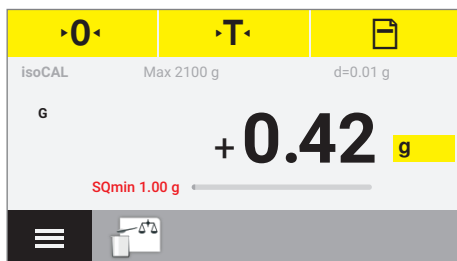 0 T
isoCAL Max 2100 g d=0.01 g
G
+ 0.42 g
SQmin 1.00 g